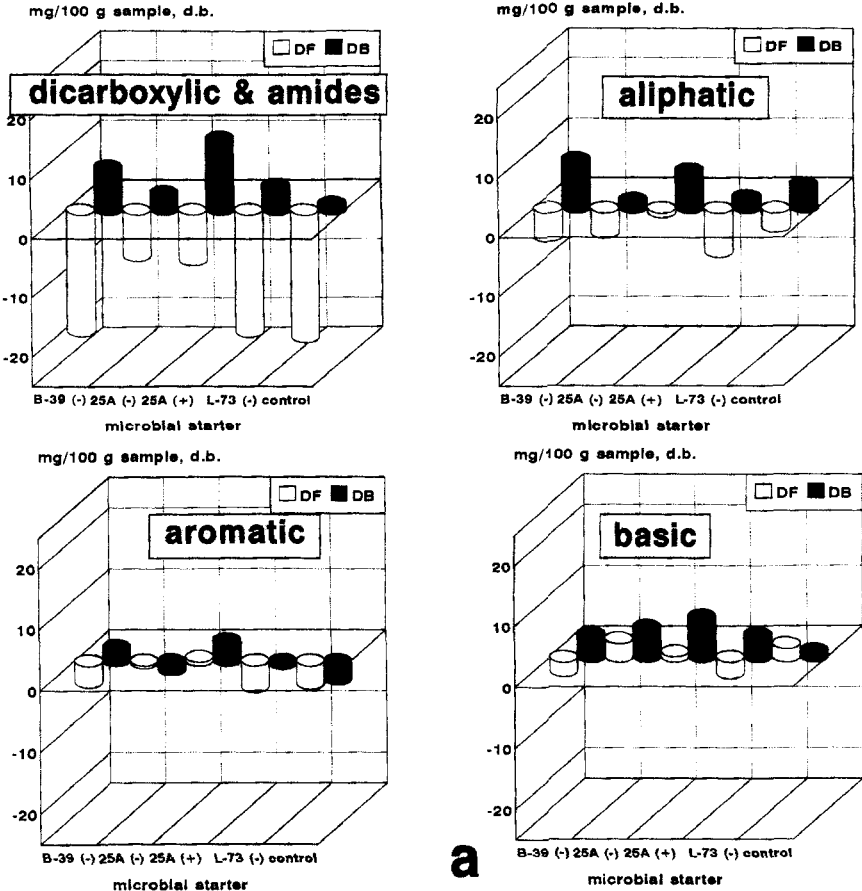 mg/100 g sample, d.b.
DF DB
dicarboxylic & amides
20
10
0
-10
-20
B-39 (-) 25A (-) 25A (+) L-73 (-) control
microbial starter
mg/100 g sample, d.b.
DF DB
aliphatic
20
10
0
-10
-20
B-39 (-) 25A (-) 25A (+) L-73 (-) control
microbial starter
mg/100 g sample, d.b.
DF DB
aromatic
20
10
0
-10
-20
B-39 (-) 25A (-) 25A (+) L-73 (-) control
microbial starter
mg/100 g sample, d.b.
DF DB
basic
20
10
0
-10
-20
B-39 (-) 25A (-) 25A (+) L-73 (-) control
microbial starter
a